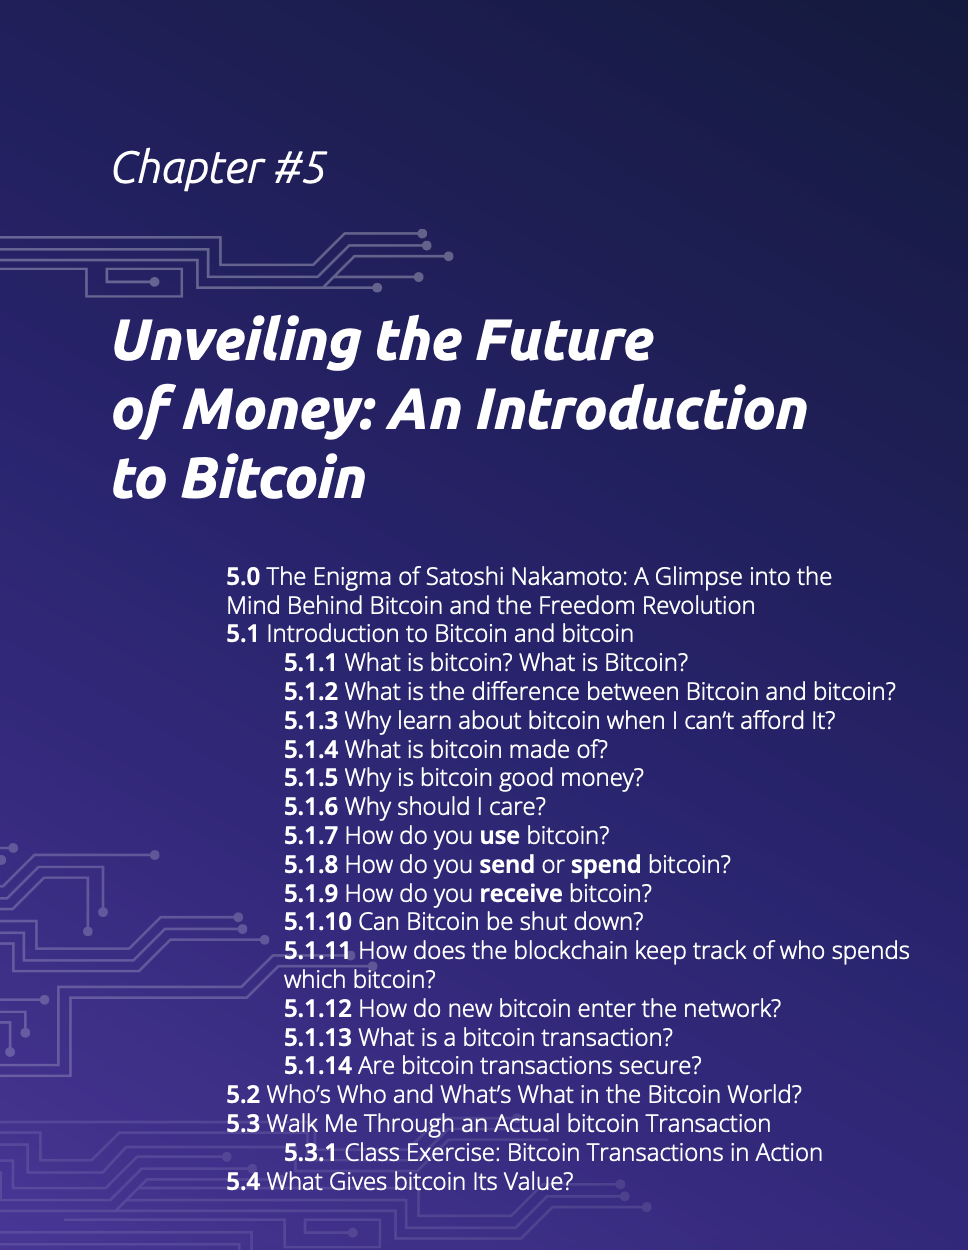 Chapter #5
Unveiling the Future
of Money: An Introduction
to Bitcoin
5.0 The Enigma of Satoshi Nakamoto: A Glimpse into the
Mind Behind Bitcoin and the Freedom Revolution
5.1 Introduction to Bitcoin and bitcoin
5.1.1 What is bitcoin? What is Bitcoin?
5.1.2 What is the difference between Bitcoin and bitcoin?
5.1.3 Why learn about bitcoin when I can’t afford It?
5.1.4 What is bitcoin made of?
5.1.5 Why is bitcoin good money?
5.1.6 Why should I care?
5.1.7 How do you use bitcoin?
5.1.8 How do you send or spend bitcoin?
5.1.9 How do you receive bitcoin?
5.1.10 Can Bitcoin be shut down?
5.1.11 How does the blockchain keep track of who spends
which bitcoin?
5.1.12 How do new bitcoin enter the network?
5.1.13 What is a bitcoin transaction?
5.1.14 Are bitcoin transactions secure?
5.2 Who’s Who and What’s What in the Bitcoin World?
5.3 Walk Me Through an Actual bitcoin Transaction
5.3.1 Class Exercise: Bitcoin Transactions in Action
5.4 What Gives bitcoin Its Value?